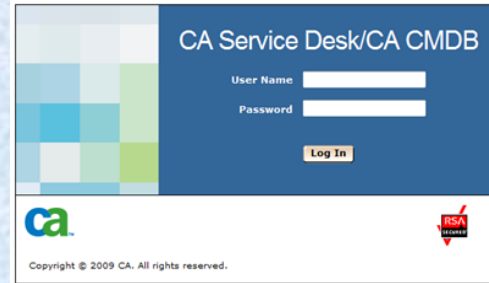 CA Service Desk/CA CMDB
User Name
Password
Log In
ca
RSA
SECURED
Copyright © 2009 CA. All rights reserved.